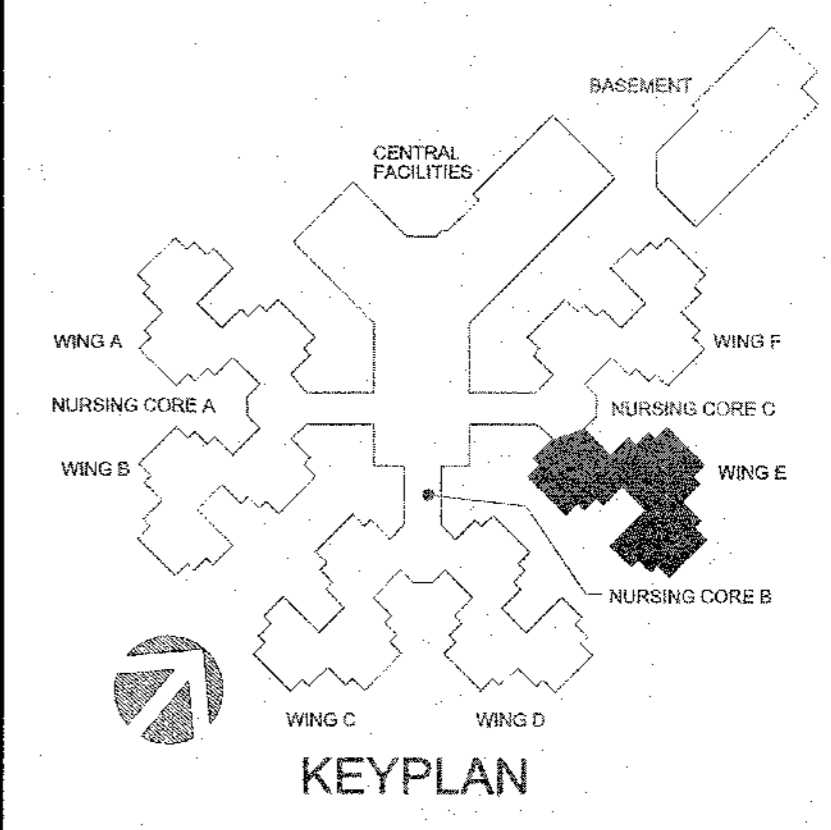 BASEMENT
CENTRAL
FACILITIES
WING A
WING F
NURSING CORE A
NURSING CORE C
WING B
WING E
NURSING CORE B
WING C
WING D
KEYPLAN